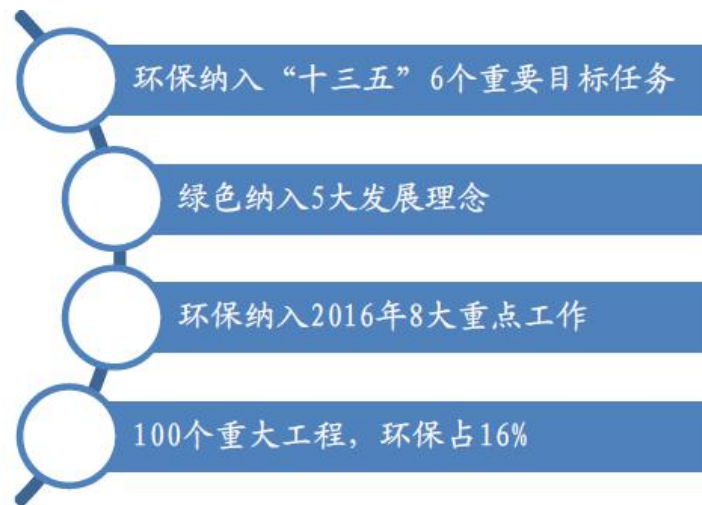 环保纳入“十三五”6个重要目标任务
绿色纳入5大发展理念
环保纳入2016年8大重点工作
100个重大工程，环保占16%